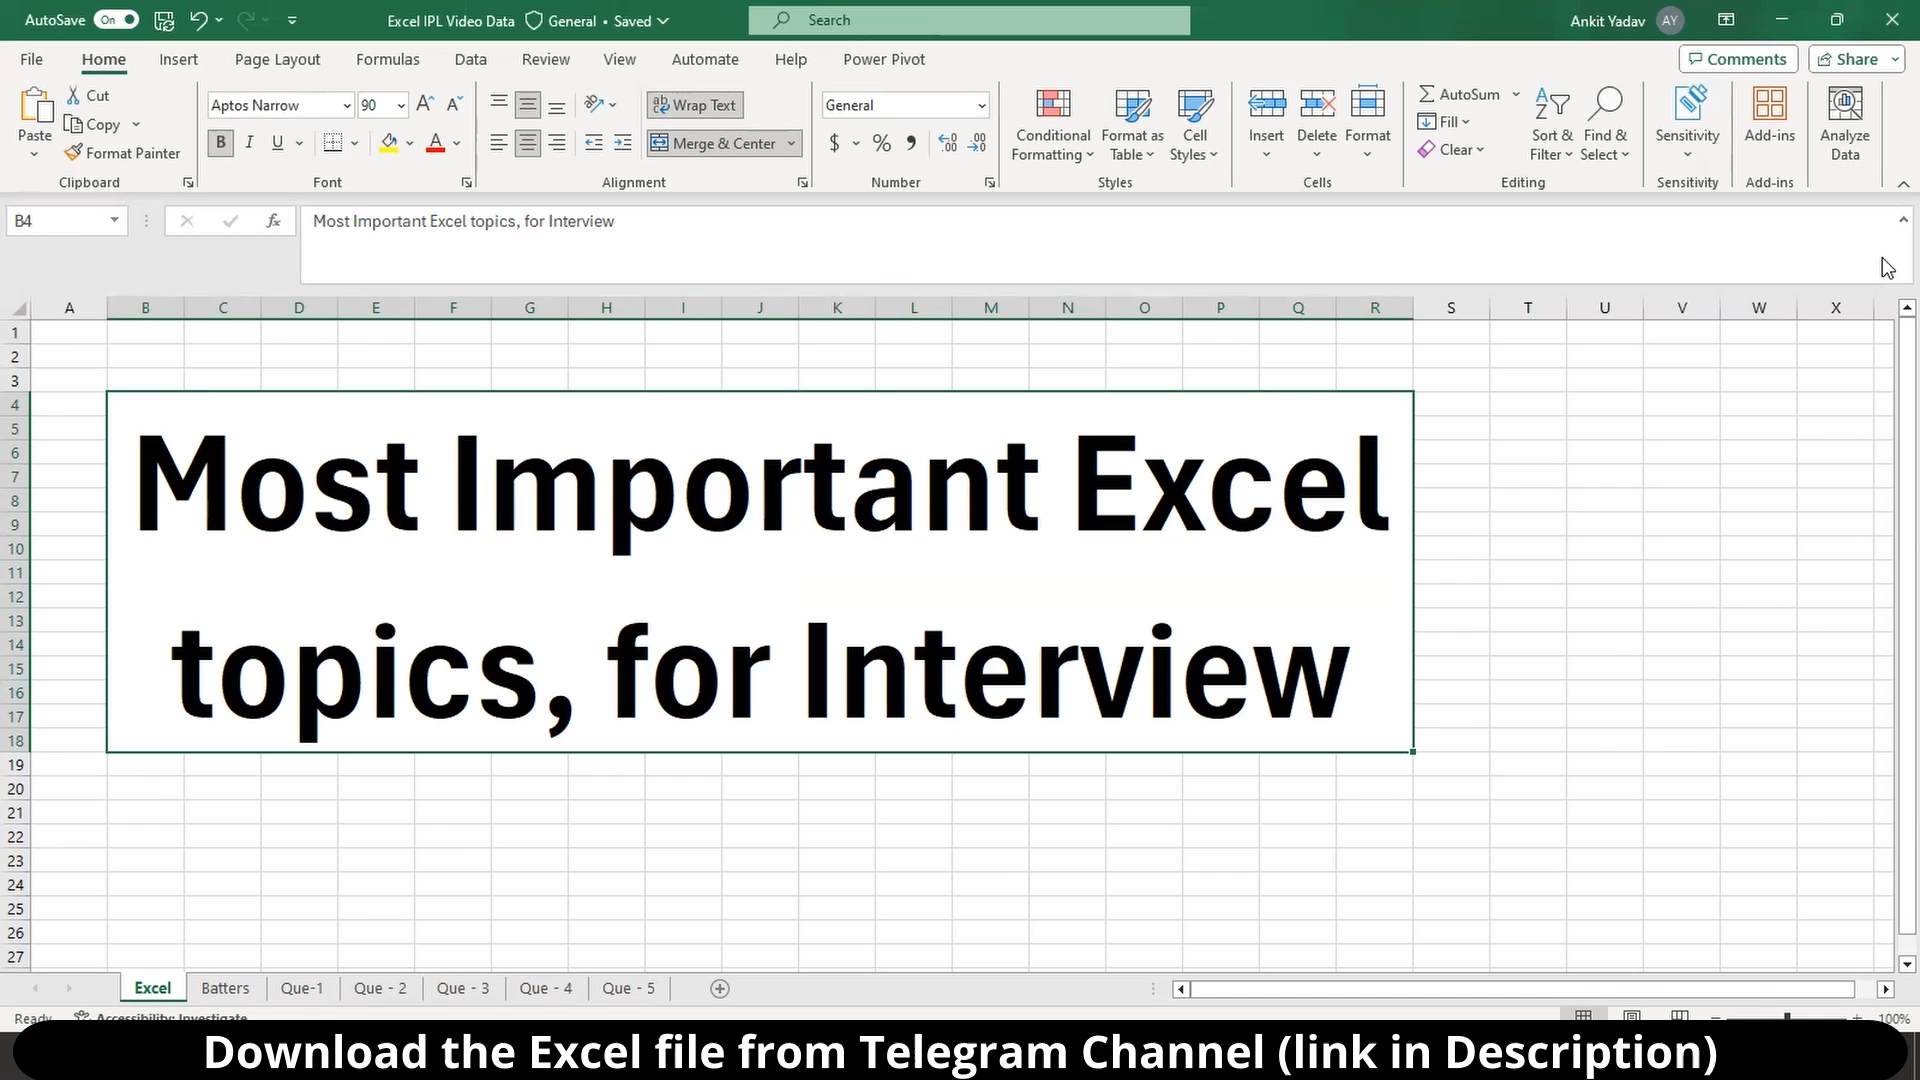 AutoSave On Excel IPL Video Data General • Saved Search Ankit Yadav AY
File Home Insert Page Layout Formulas Data Review View Automate Help Power Pivot Comments Share
Paste Cut Copy Format Painter
Clipboard
Aptos Narrow 90
B I U A
Font
ab Wrap Text
Merge & Center
Alignment
General
$ % ,
Number
Conditional Formatting Format as Table Cell Styles
Styles
Insert Delete Format
Cells
AutoSum
Fill
Clear
Sort & Filter Find & Select
Editing
Sensitivity
Sensitivity
Add-ins
Add-ins
Analyze Data
B4 fx Most Important Excel topics, for Interview
A B C D E F G H I J K L M N O P Q R S T U V W X
1
2
3
4
5
6
7
8
9
10
11
12
13
14
15
16
17
18
19
20
21
22
23
24
25
26
27
Most Important Excel
topics, for Interview
Excel Batters Que-1 Que - 2 Que - 3 Que - 4 Que - 5
Ready Accessibility: Investigate 100%
Download the Excel file from Telegram Channel (link in Description)